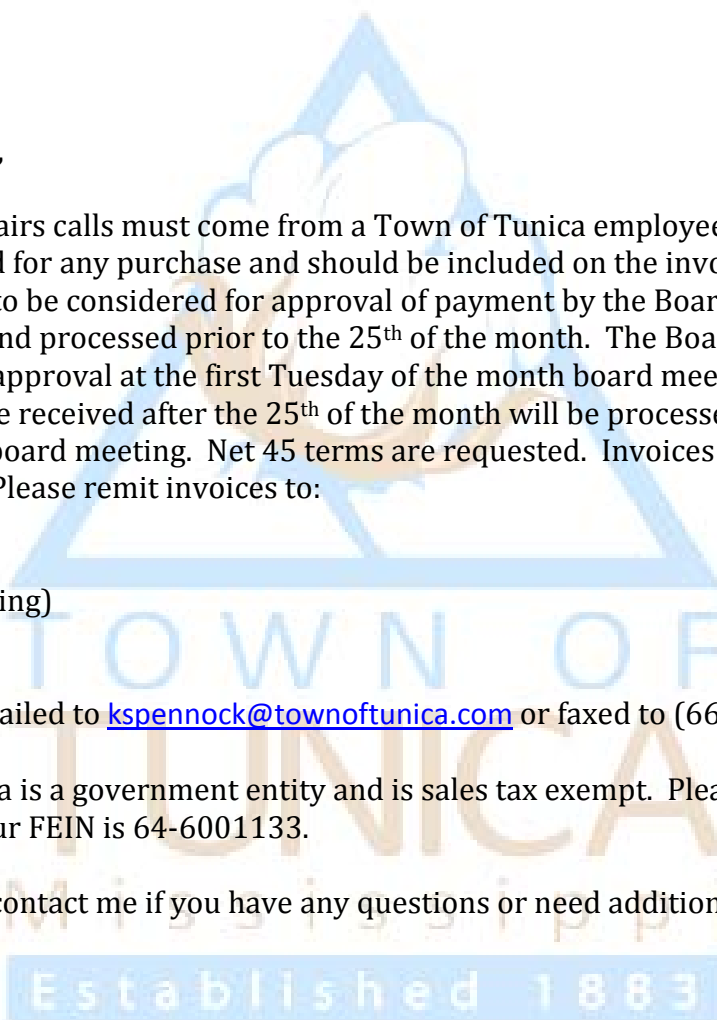 ,
airs calls must come from a Town of Tunica employee
d for any purchase and should be included on the invo
to be considered for approval of payment by the Boar
nd processed prior to the 25th of the month. The Boa
approval at the first Tuesday of the month board mee
e received after the 25th of the month will be processe
board meeting. Net 45 terms are requested. Invoices
Please remit invoices to:
ing)
TOWN OF
ailed to kspennock@townoftunica.com or faxed to (66
TUNICA
a is a government entity and is sales tax exempt. Plea
ur FEIN is 64-6001133.
contact me if you have any questions or need addition
Mississipp
Established 1883